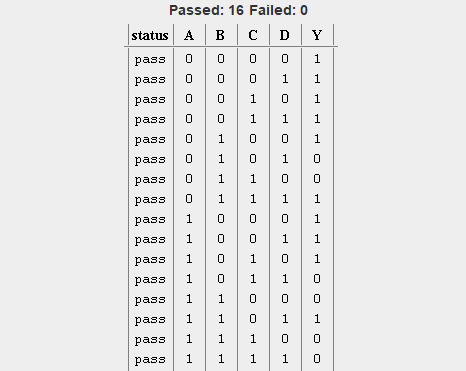 Passed: 16 Failed: 0
status A B C D Y
pass 0 0 0 0 1
pass 0 0 0 1 1
pass 0 0 1 0 1
pass 0 0 1 1 1
pass 0 1 0 0 1
pass 0 1 0 1 0
pass 0 1 1 0 0
pass 0 1 1 1 1
pass 1 0 0 0 1
pass 1 0 0 1 1
pass 1 0 1 0 1
pass 1 0 1 1 0
pass 1 1 0 0 0
pass 1 1 0 1 1
pass 1 1 1 0 0
pass 1 1 1 1 0